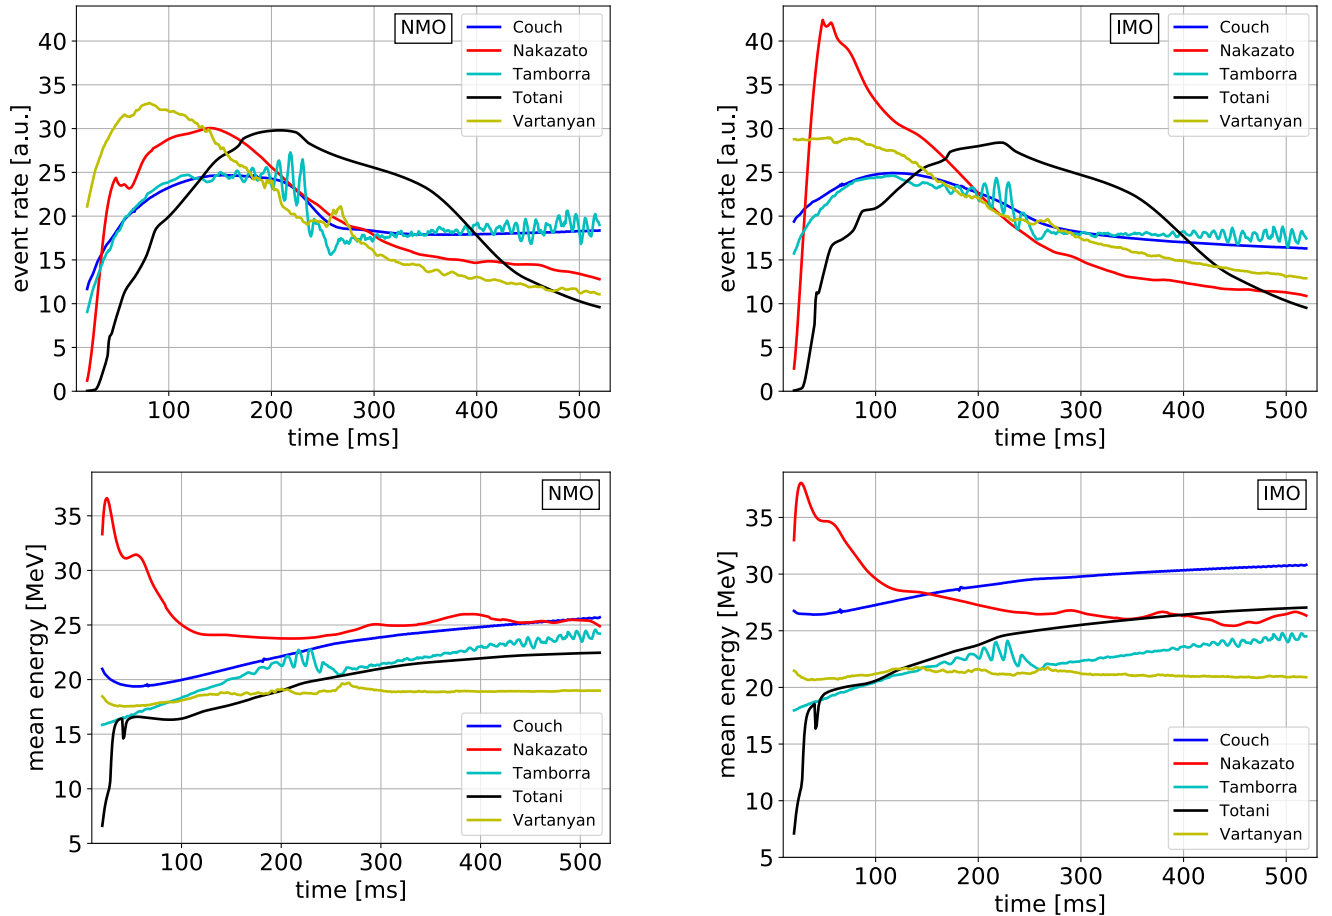 NMO
Couch
Nakazato
Tamborra
Totani
Vartanyan
event rate [a.u.]
40
35
30
25
20
15
10
5
0
100
200
300
400
500
time [ms]
IMO
Couch
Nakazato
Tamborra
Totani
Vartanyan
event rate [a.u.]
40
35
30
25
20
15
10
5
0
100
200
300
400
500
time [ms]
NMO
mean energy [MeV]
35
30
25
20
15
10
5
Couch
Nakazato
Tamborra
Totani
Vartanyan
100
200
300
400
500
time [ms]
IMO
mean energy [MeV]
35
30
25
20
15
10
5
Couch
Nakazato
Tamborra
Totani
Vartanyan
100
200
300
400
500
time [ms]